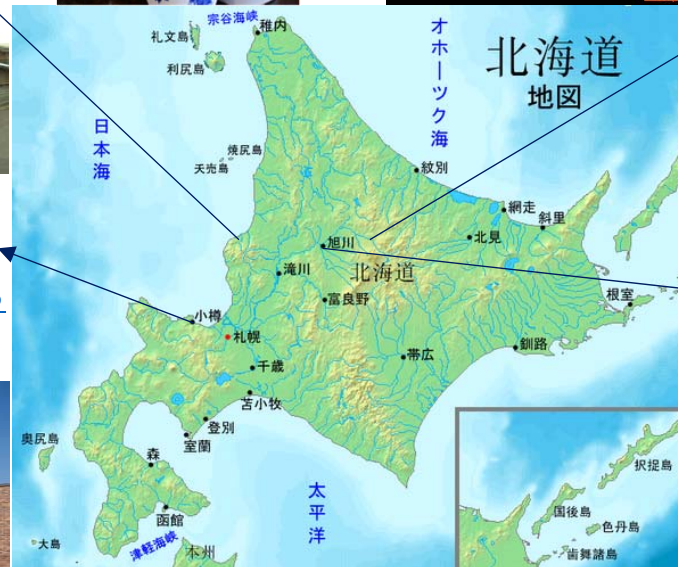 宗谷海峡
稚内
礼文島
利尻島
オホーツク海
北海道
地図
日本海
焼尻島
天売島
紋別
網走
斜里
北見
旭川
北海道
滝川
富良野
根室
小樽
札幌
釧路
帯広
千歳
苫小牧
登別
室蘭
奥尻島
森
函館
太平洋
大島
津軽海峡
本州
択捉島
国後島
色丹島
歯舞諸島